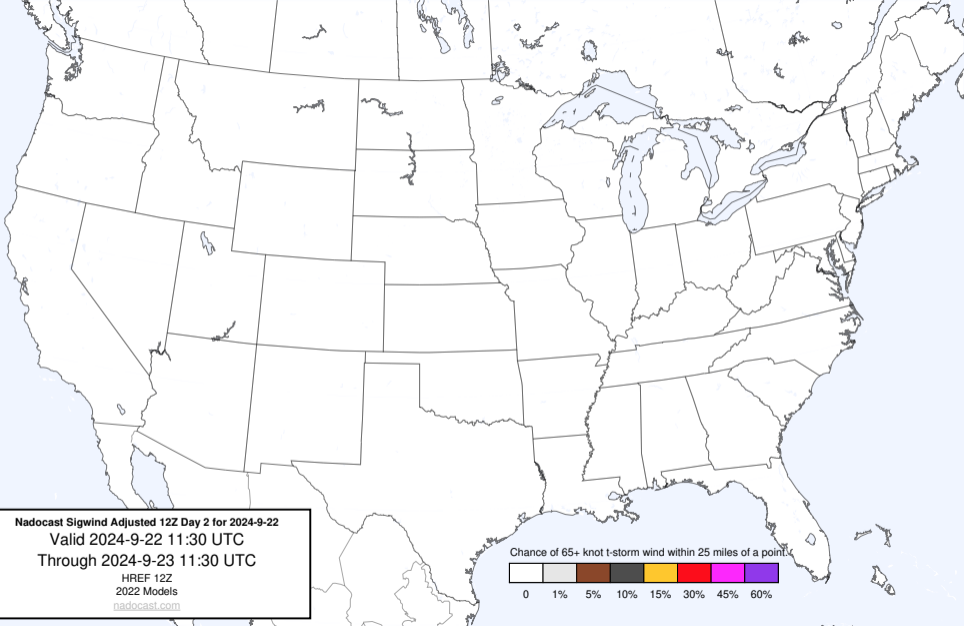 Nadocast Sigwind Adjusted 12Z Day 2 for 2024-9-22
Valid 2024-9-22 11:30 UTC
Through 2024-9-23 11:30 UTC
HREF 12Z
2022 Models
nadocast.com
Chance of 65+ knot t-storm wind within 25 miles of a point.
0 1% 5% 10% 15% 30% 45% 60%